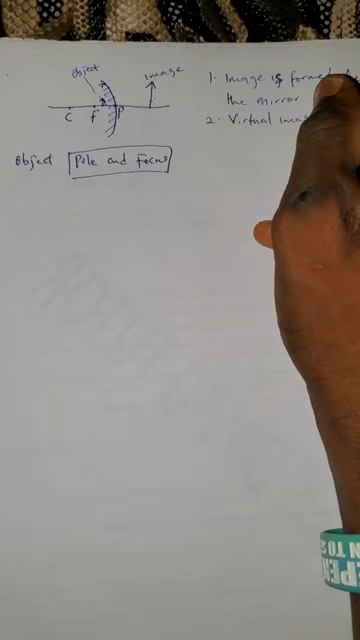 object
image
C F P
Object Pole and Focus
1. Image is formed
the mirror
2. Virtual